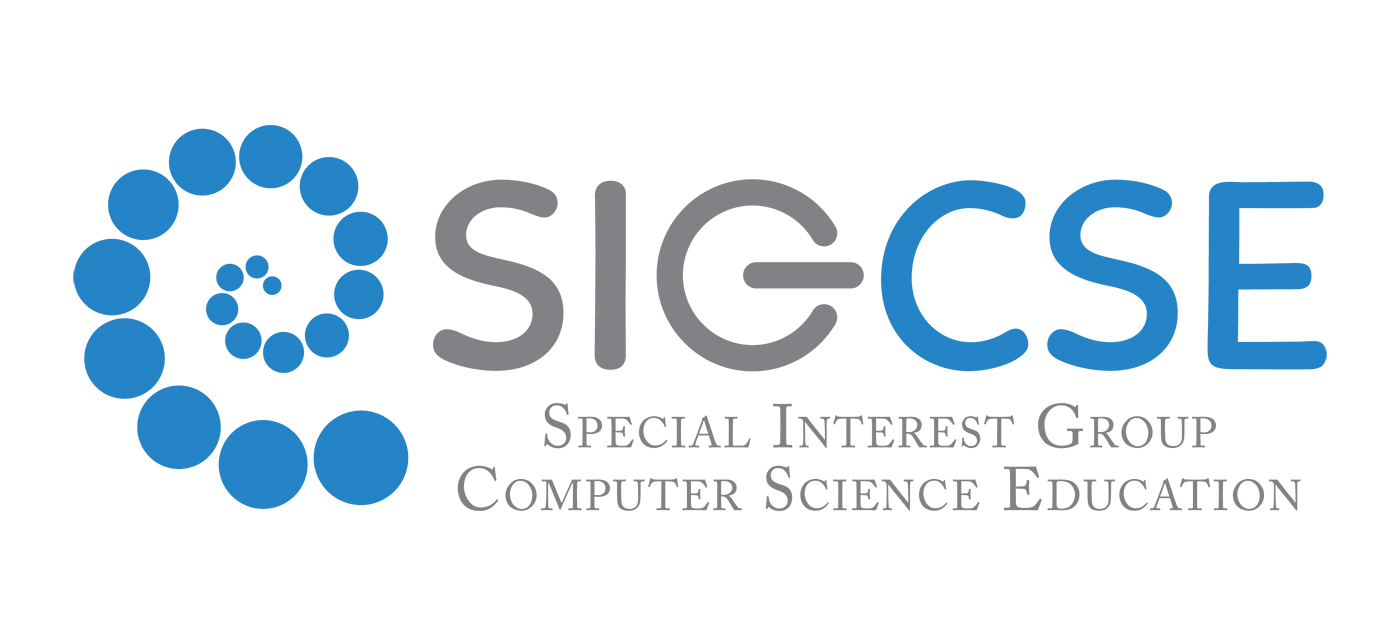 SIGCSE
Special Interest Group
Computer Science Education